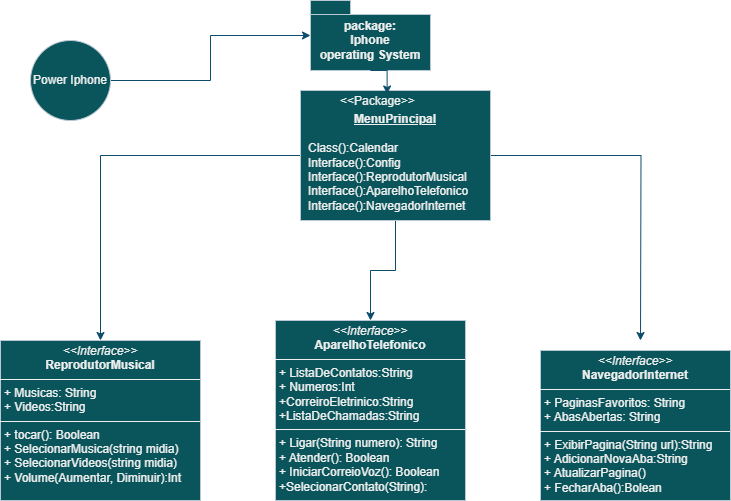 package:
Iphone
operating System
Power Iphone
<<Package>>
MenuPrincipal
Class():Calendar
Interface():Config
Interface():ReprodutorMusical
Interface():AparelhoTelefonico
Interface():NavegadorInternet
<<Interface>>
ReprodutorMusical
+ Musicas: String
+ Videos:String
+ tocar(): Boolean
+ SelecionarMusica(string midia)
+ SelecionarVideos(string midia)
+ Volume(Aumentar, Diminuir):Int
<<Interface>>
AparelhoTelefonico
+ ListaDeContatos:String
+ Numeros:Int
+CorreiroEletrinico:String
+ListaDeChamadas:String
+ Ligar(String numero): String
+ Atender(): Boolean
+ IniciarCorreioVoz(): Boolean
+SelecionarContato(String):
<<Interface>>
NavegadorInternet
+ PaginasFavoritos: String
+ AbasAbertas: String
+ ExibirPagina(String url):String
+ AdicionarNovaAba:String
+ AtualizarPagina()
+ FecharAba():Bolean